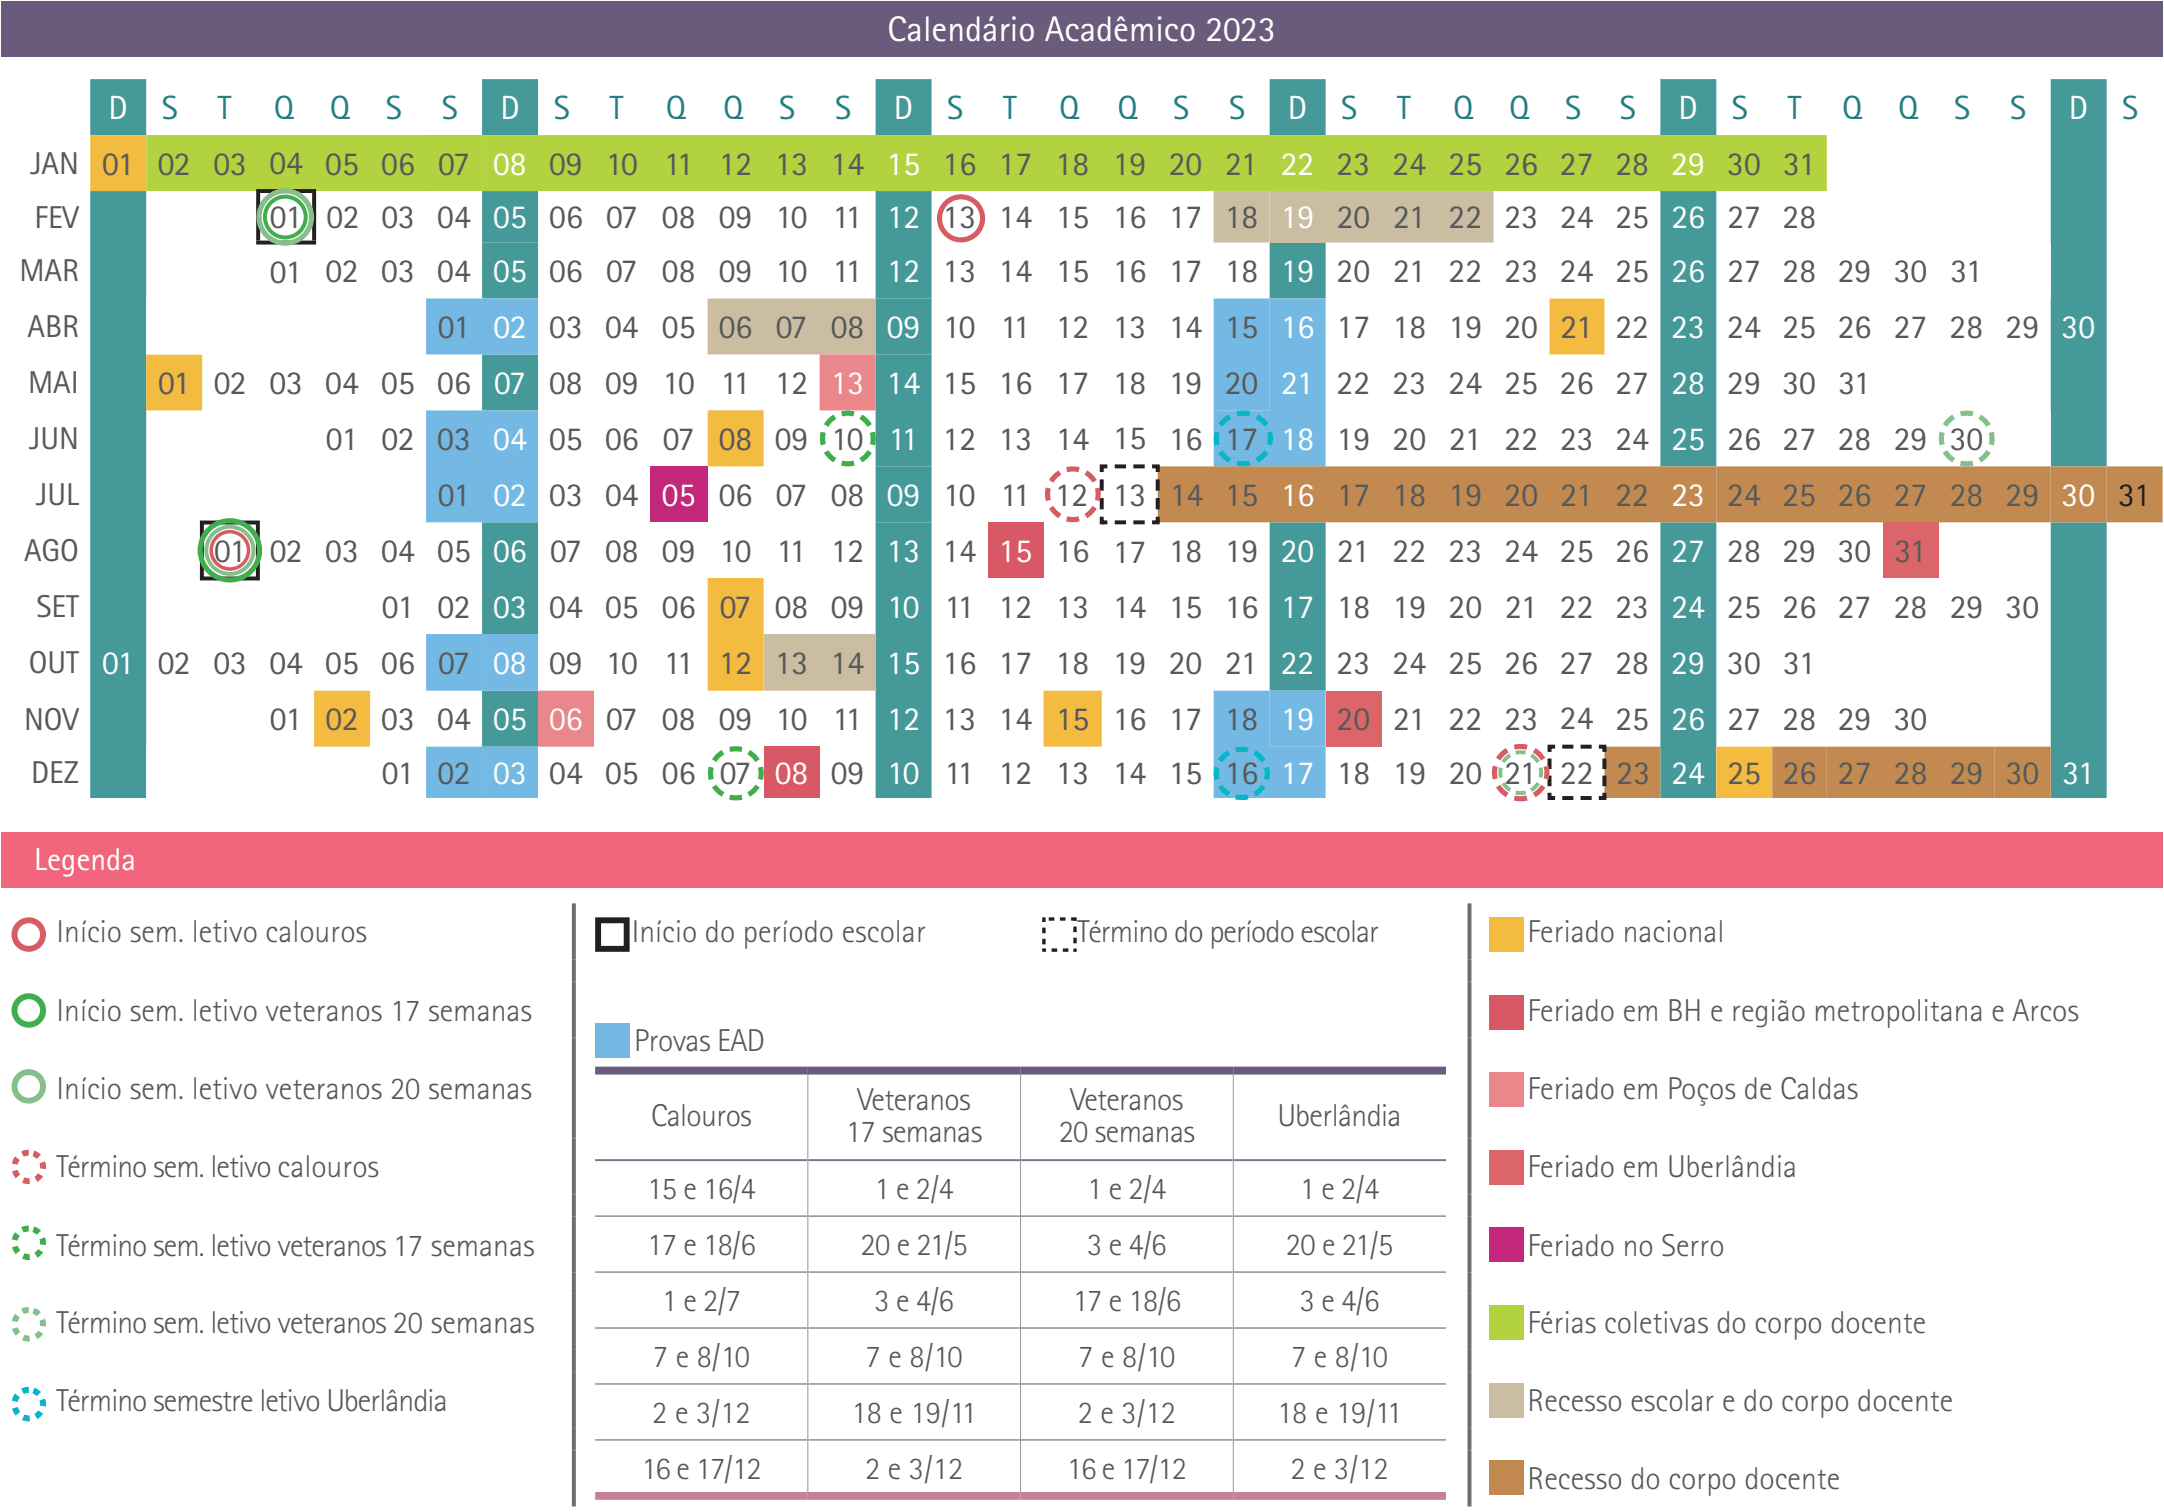 Calendário Acadêmico 2023
D S T Q Q S S D S T Q Q S S D S T Q Q S S D S T Q Q S S D S T Q Q S S D S
JAN 01 02 03 04 05 06 07 08 09 10 11 12 13 14 15 16 17 18 19 20 21 22 23 24 25 26 27 28 29 30 31
FEV 01 02 03 04 05 06 07 08 09 10 11 12 13 14 15 16 17 18 19 20 21 22 23 24 25 26 27 28
MAR 01 02 03 04 05 06 07 08 09 10 11 12 13 14 15 16 17 18 19 20 21 22 23 24 25 26 27 28 29 30 31
ABR 01 02 03 04 05 06 07 08 09 10 11 12 13 14 15 16 17 18 19 20 21 22 23 24 25 26 27 28 29 30
MAI 01 02 03 04 05 06 07 08 09 10 11 12 13 14 15 16 17 18 19 20 21 22 23 24 25 26 27 28 29 30 31
JUN 01 02 03 04 05 06 07 08 09 10 11 12 13 14 15 16 17 18 19 20 21 22 23 24 25 26 27 28 29 30
JUL 01 02 03 04 05 06 07 08 09 10 11 12 13 14 15 16 17 18 19 20 21 22 23 24 25 26 27 28 29 30 31
AGO 01 02 03 04 05 06 07 08 09 10 11 12 13 14 15 16 17 18 19 20 21 22 23 24 25 26 27 28 29 30 31
SET 01 02 03 04 05 06 07 08 09 10 11 12 13 14 15 16 17 18 19 20 21 22 23 24 25 26 27 28 29 30
OUT 01 02 03 04 05 06 07 08 09 10 11 12 13 14 15 16 17 18 19 20 21 22 23 24 25 26 27 28 29 30 31
NOV 01 02 03 04 05 06 07 08 09 10 11 12 13 14 15 16 17 18 19 20 21 22 23 24 25 26 27 28 29 30
DEZ 01 02 03 04 05 06 07 08 09 10 11 12 13 14 15 16 17 18 19 20 21 22 23 24 25 26 27 28 29 30 31
Legenda
Início sem. letivo calouros
Início sem. letivo veteranos 17 semanas
Início sem. letivo veteranos 20 semanas
Término sem. letivo calouros
Término sem. letivo veteranos 17 semanas
Término sem. letivo veteranos 20 semanas
Término semestre letivo Uberlândia
Início do período escolar
Término do período escolar
Provas EAD
Calouros
Veteranos
17 semanas
Veteranos
20 semanas
Uberlândia
15 e 16/4 1 e 2/4 1 e 2/4 1 e 2/4
17 e 18/6 20 e 21/5 3 e 4/6 20 e 21/5
1 e 2/7 3 e 4/6 17 e 18/6 3 e 4/6
7 e 8/10 7 e 8/10 7 e 8/10 7 e 8/10
2 e 3/12 18 e 19/11 2 e 3/12 18 e 19/11
16 e 17/12 2 e 3/12 16 e 17/12 2 e 3/12
Feriado nacional
Feriado em BH e região metropolitana e Arcos
Feriado em Poços de Caldas
Feriado em Uberlândia
Feriado no Serro
Férias coletivas do corpo docente
Recesso escolar e do corpo docente
Recesso do corpo docente